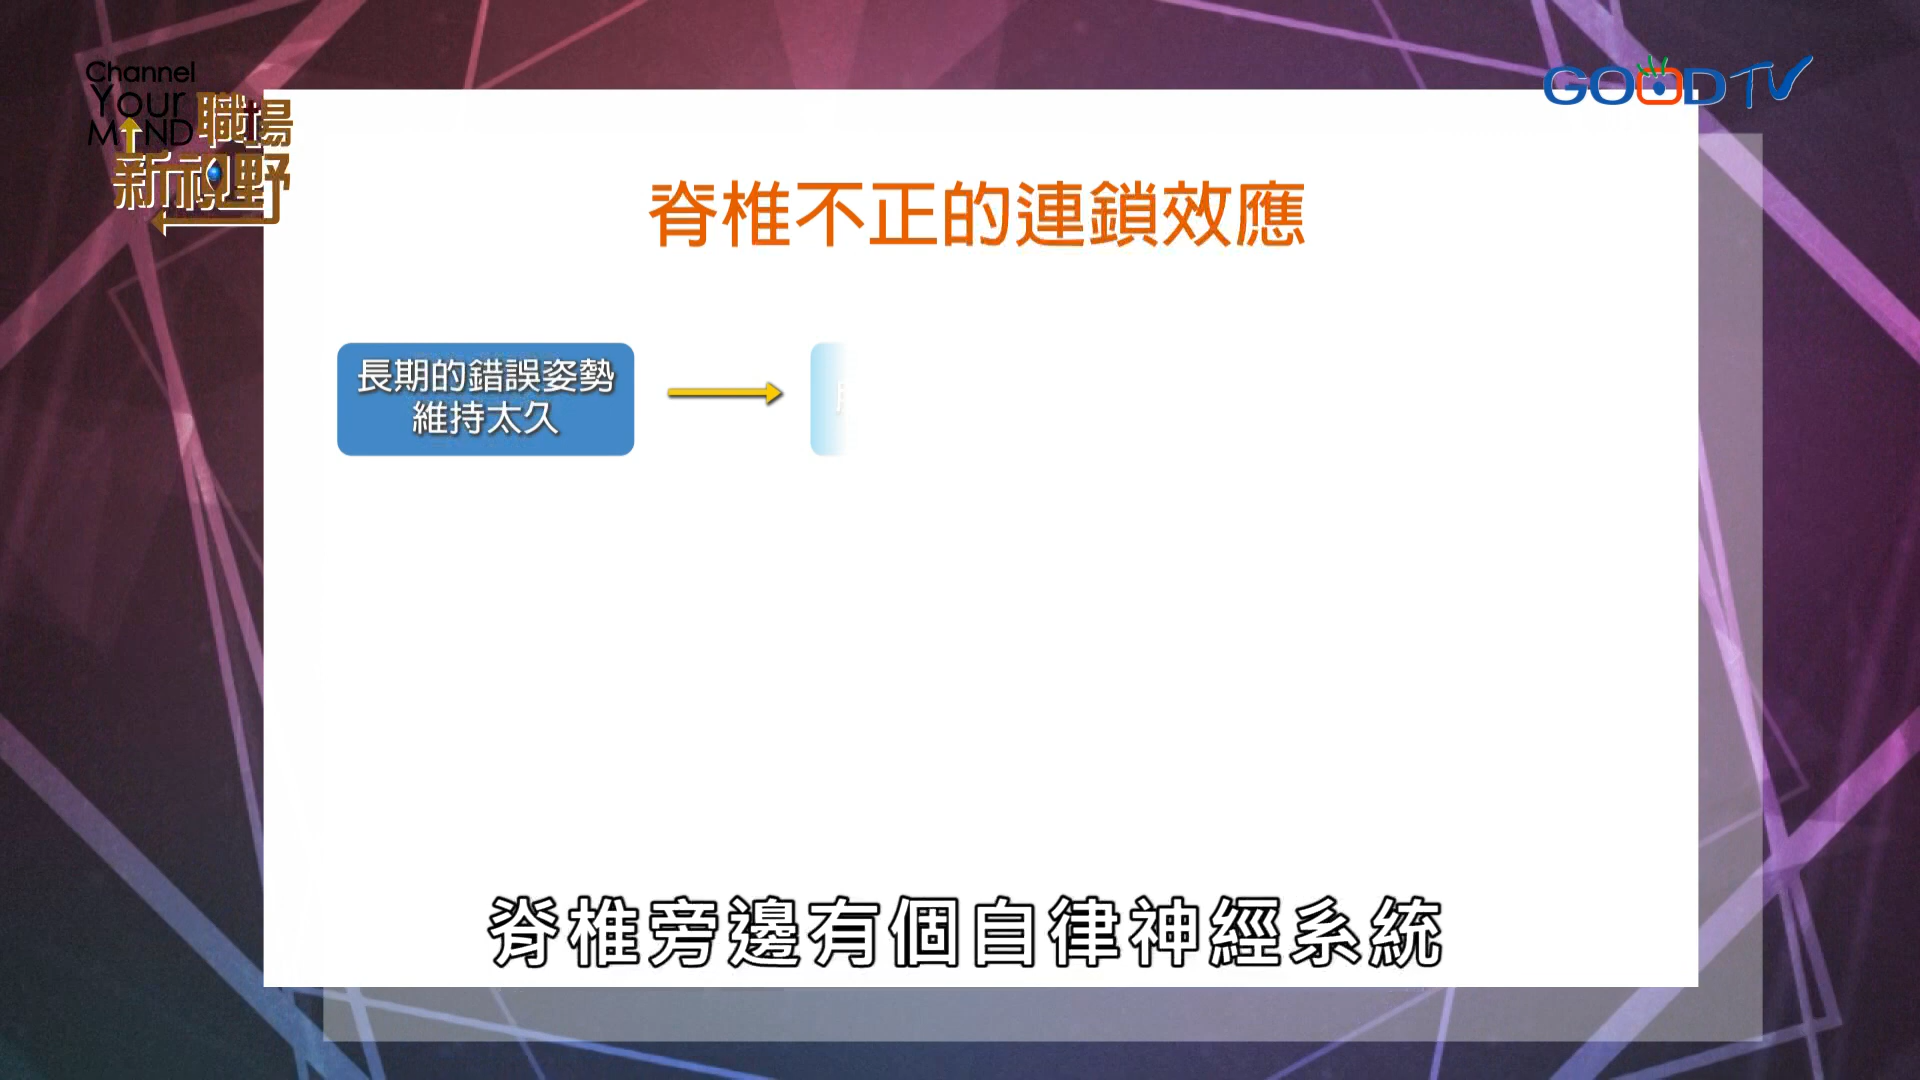 Channel
Your
MIND
職場
新視野
GOOD TV
脊椎不正的連鎖效應
長期的錯誤姿勢
維持太久
脊椎旁邊有個自律神經系統